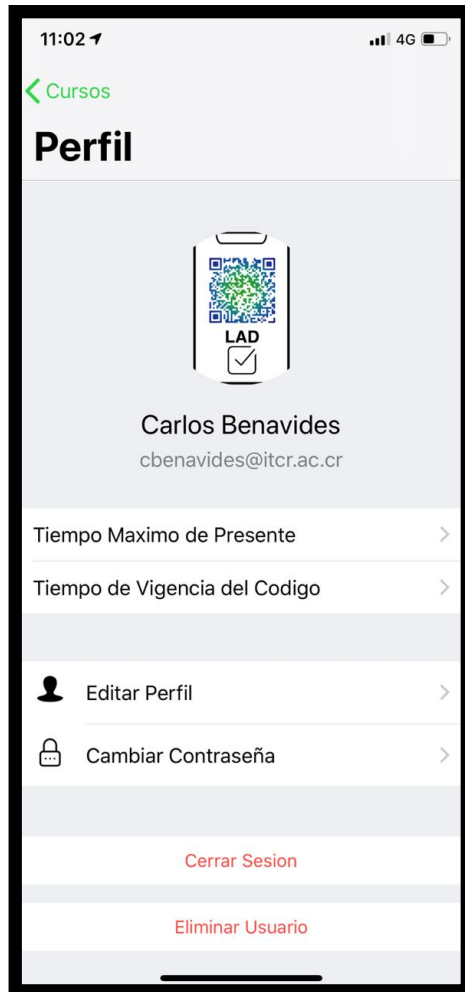 11:02 4G
Cursos
Perfil
LAD
Carlos Benavides
cbenavides@itcr.ac.cr
Tiempo Maximo de Presente
Tiempo de Vigencia del Codigo
Editar Perfil
Cambiar Contraseña
Cerrar Sesion
Eliminar Usuario